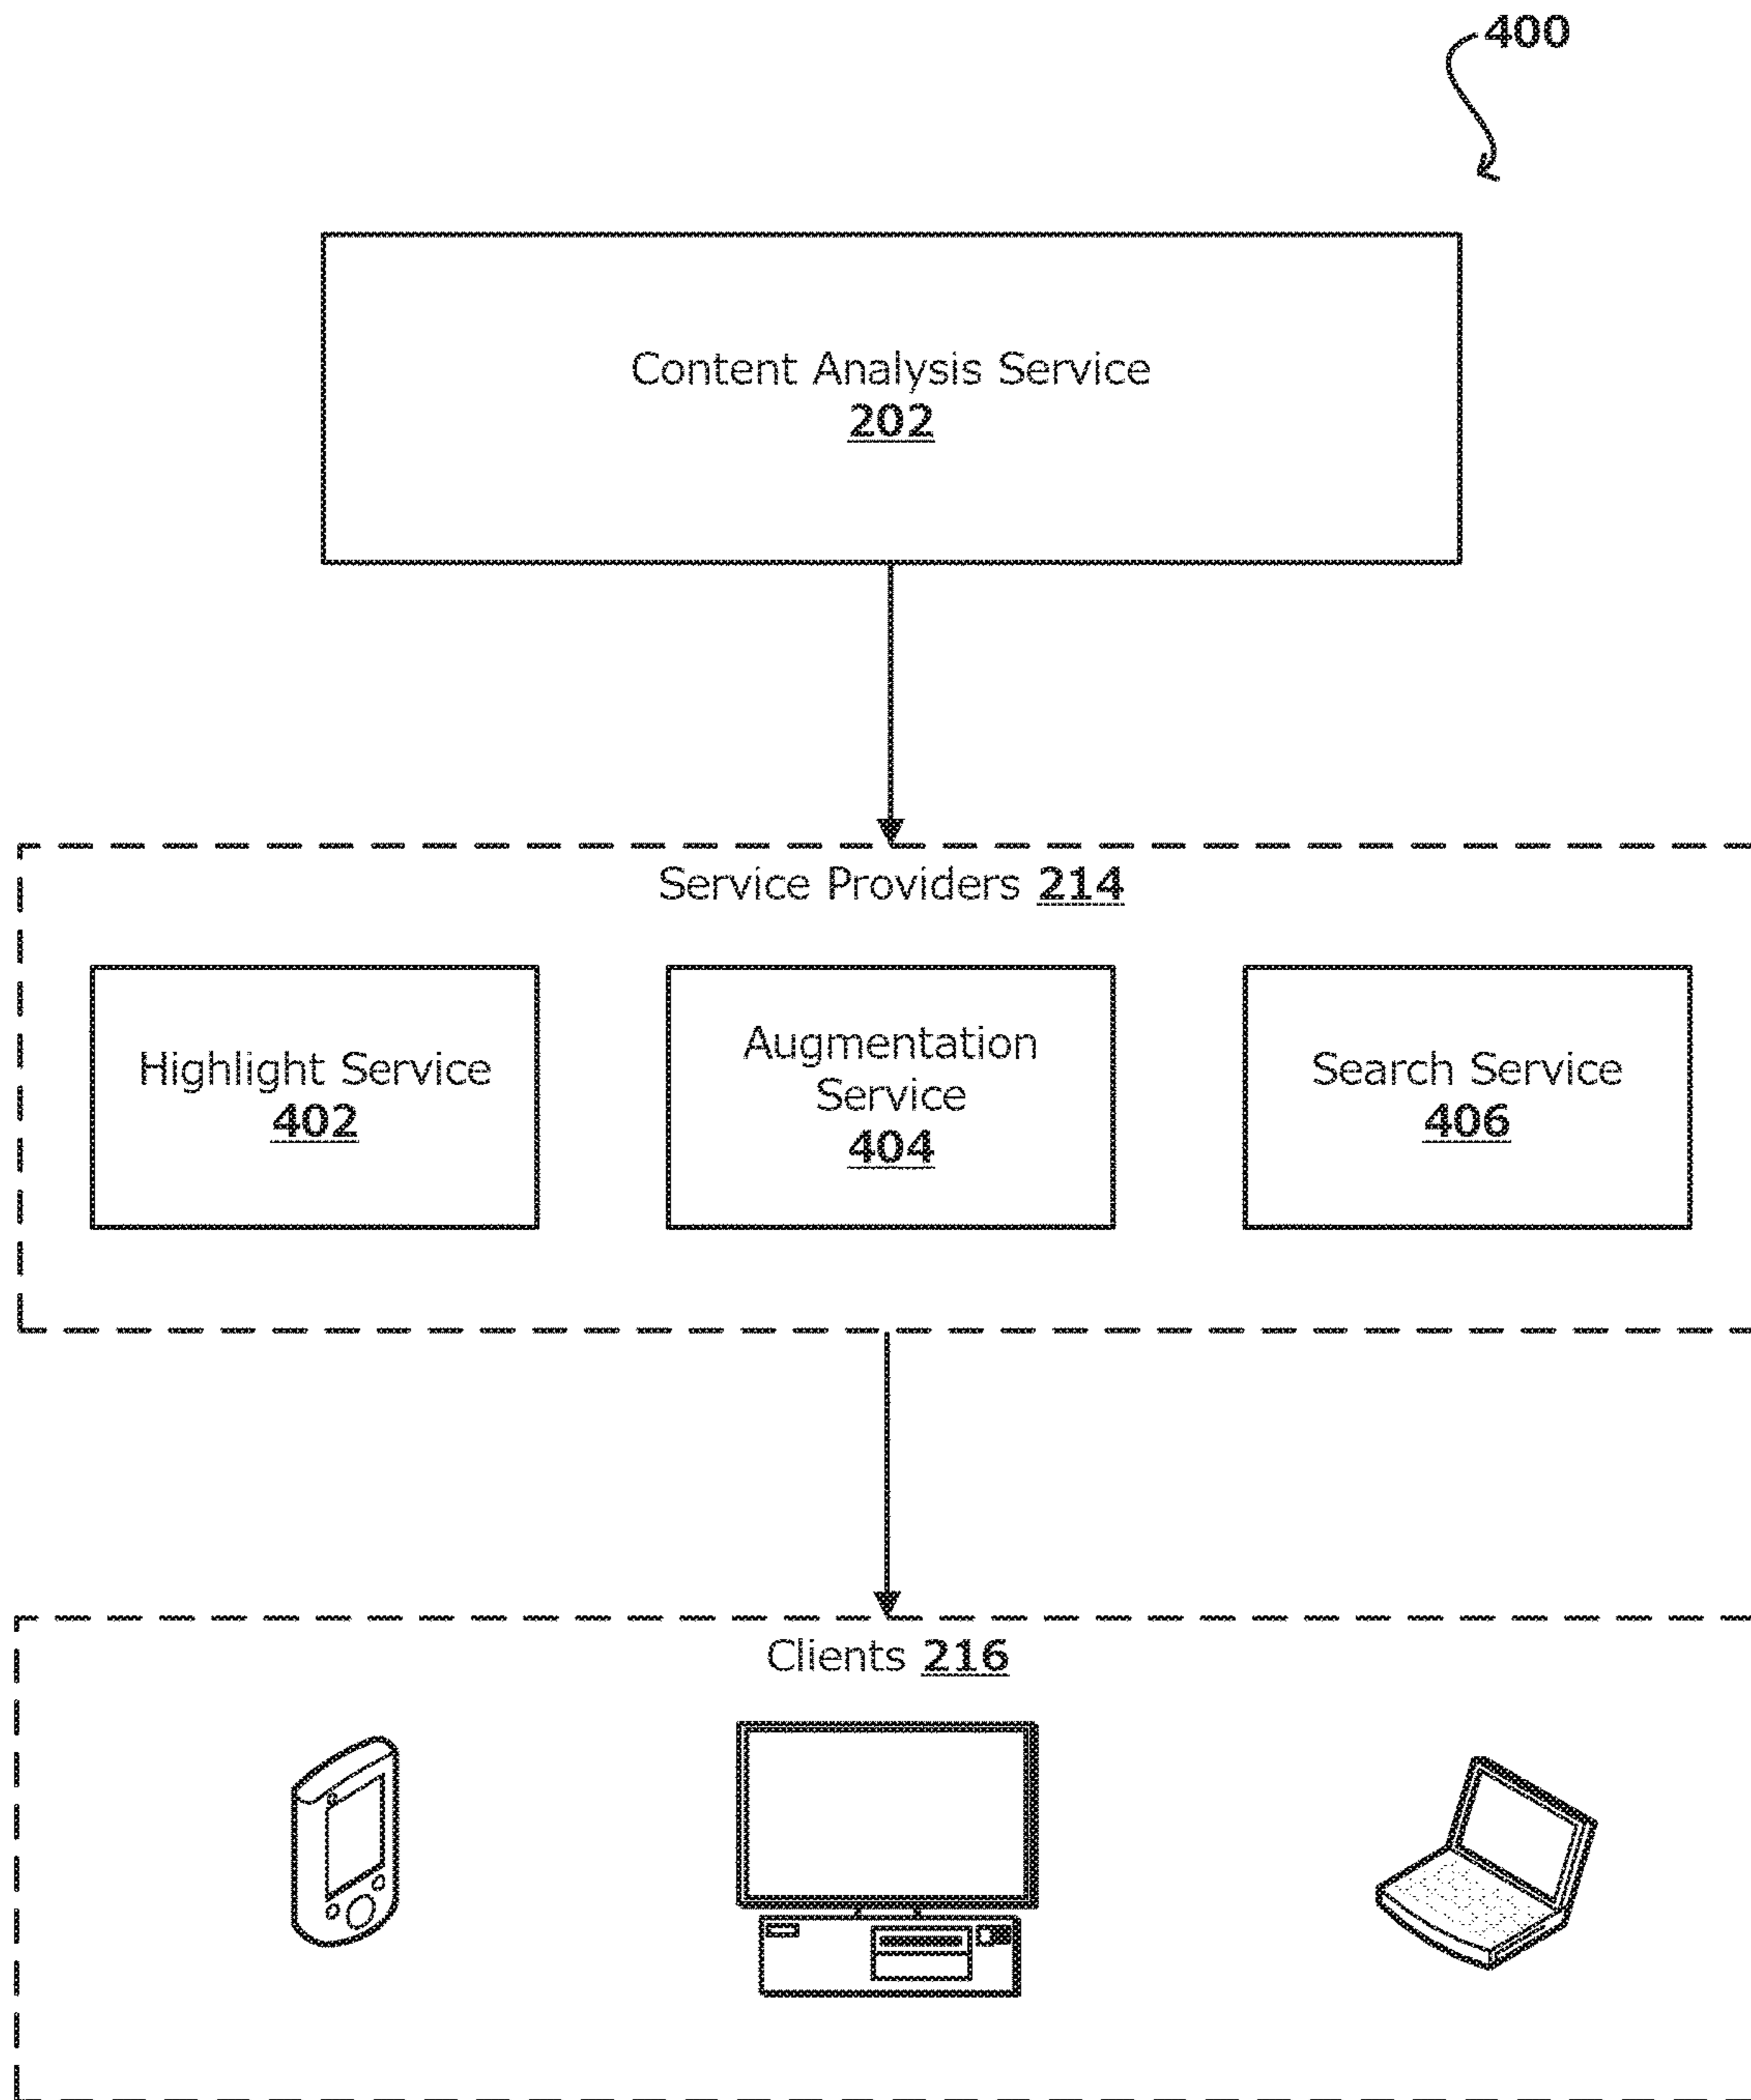 400
Content Analysis Service
202
Service Providers 214
Highlight Service
402
Augmentation
Service
404
Search Service
406
Clients 216